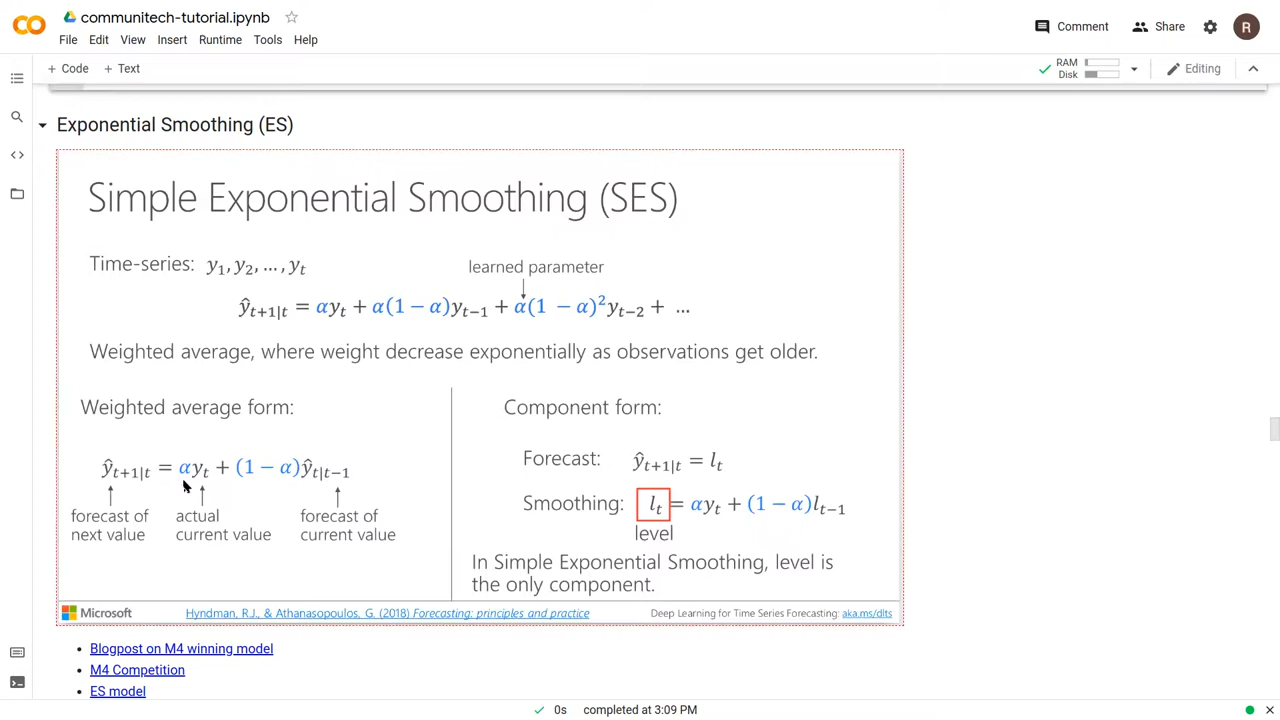 communitech-tutorial.ipynb
Comment Share R
File Edit View Insert Runtime Tools Help
+ Code + Text
RAM
Disk
Editing
Exponential Smoothing (ES)
Simple Exponential Smoothing (SES)
Time-series: y₁, y₂, …, yₜ
learned parameter
ŷₜ₊₁|ₜ = αyₜ + α(1 − α)yₜ₋₁ + α(1 − α)²yₜ₋₂ + …
Weighted average, where weight decrease exponentially as observations get older.
Weighted average form:
ŷₜ₊₁|ₜ = αyₜ + (1 − α)ŷₜ|ₜ₋₁
forecast of next value
actual current value
forecast of current value
Component form:
Forecast: ŷₜ₊₁|ₜ = lₜ
Smoothing: lₜ = αyₜ + (1 − α)lₜ₋₁
level
In Simple Exponential Smoothing, level is
the only component.
Microsoft
Hyndman, R.J., & Athanasopoulos, G. (2018) Forecasting: principles and practice
Deep Learning for Time Series Forecasting: aka.ms/dlts
Blogpost on M4 winning model
M4 Competition
ES model
0s completed at 3:09 PM